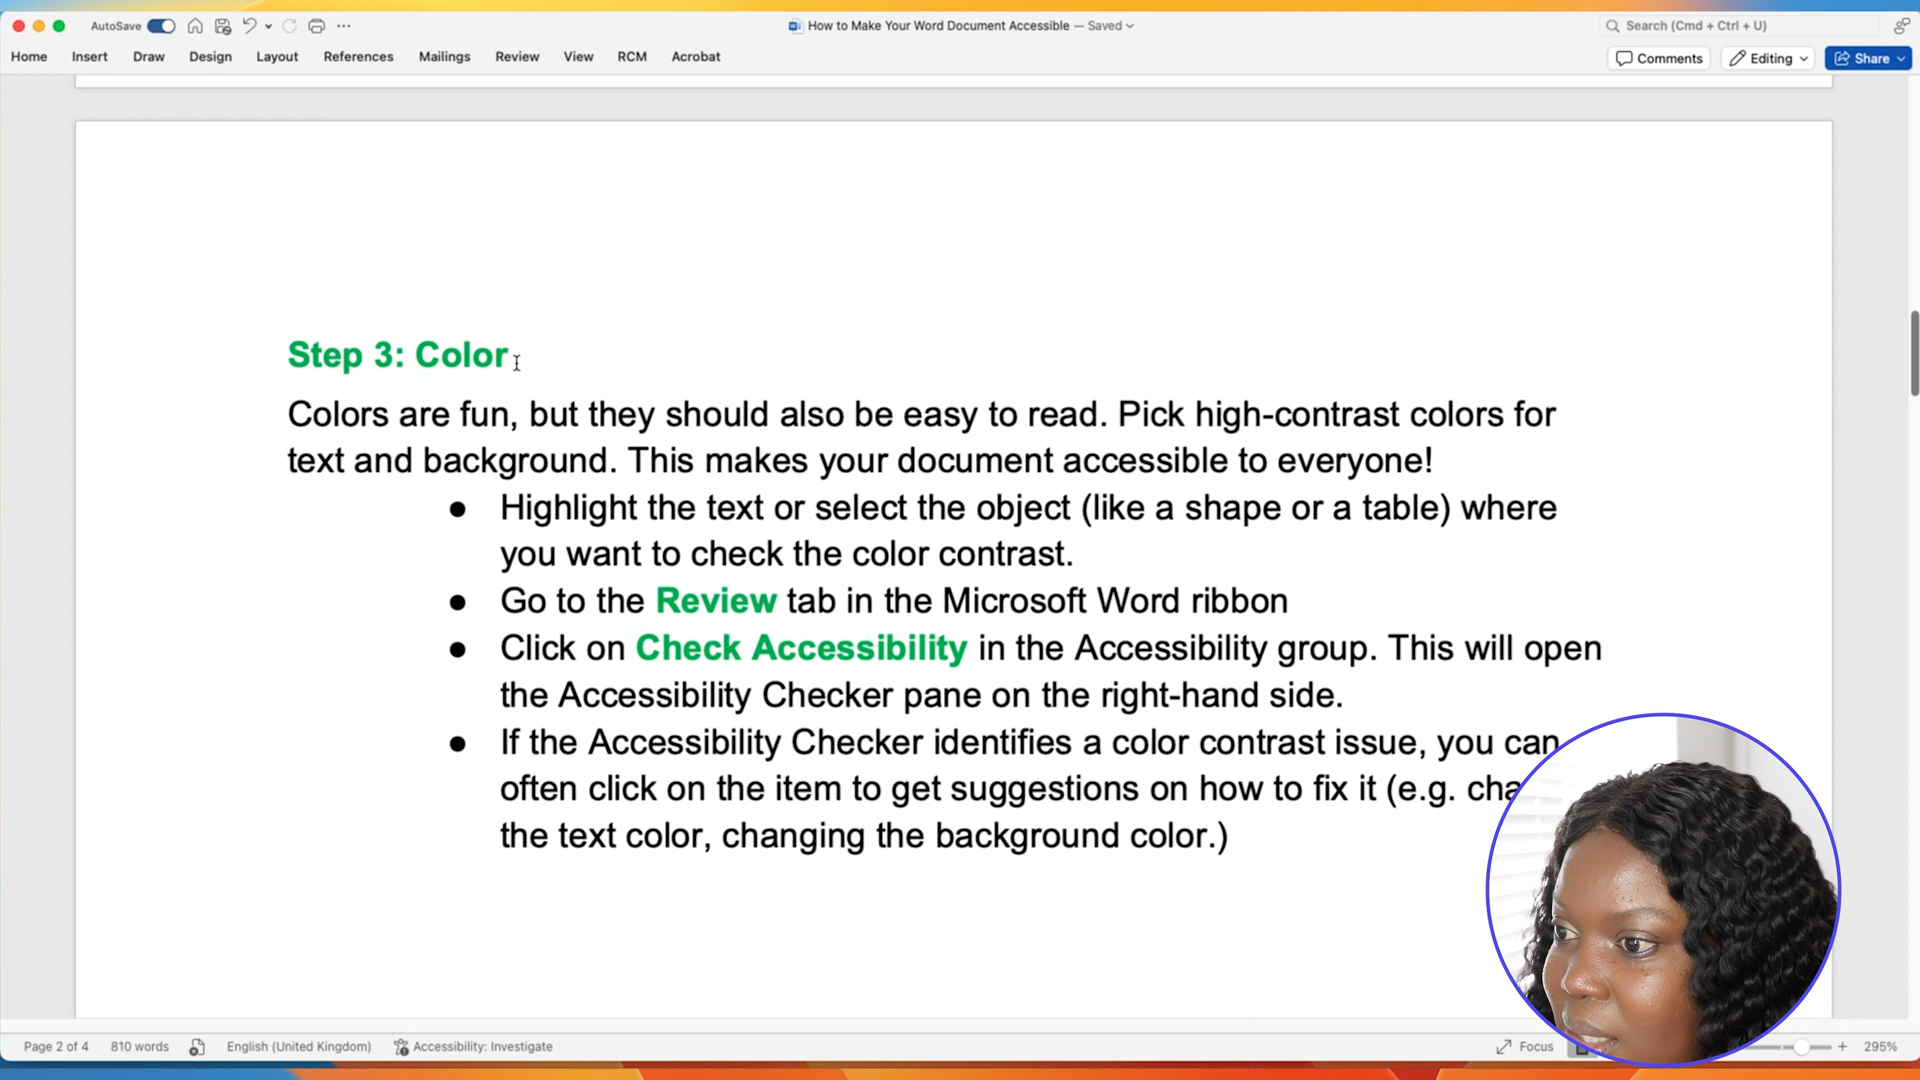 AutoSave
How to Make Your Word Document Accessible — Saved
Search (Cmd + Ctrl + U)
Home Insert Draw Design Layout References Mailings Review View RCM Acrobat
Comments Editing Share
Step 3: Color
Colors are fun, but they should also be easy to read. Pick high-contrast colors for
text and background. This makes your document accessible to everyone!
● Highlight the text or select the object (like a shape or a table) where
you want to check the color contrast.
● Go to the Review tab in the Microsoft Word ribbon
● Click on Check Accessibility in the Accessibility group. This will open
the Accessibility Checker pane on the right-hand side.
● If the Accessibility Checker identifies a color contrast issue, you can
often click on the item to get suggestions on how to fix it (e.g. cha
the text color, changing the background color.)
Page 2 of 4 810 words English (United Kingdom) Accessibility: Investigate
Focus 295%